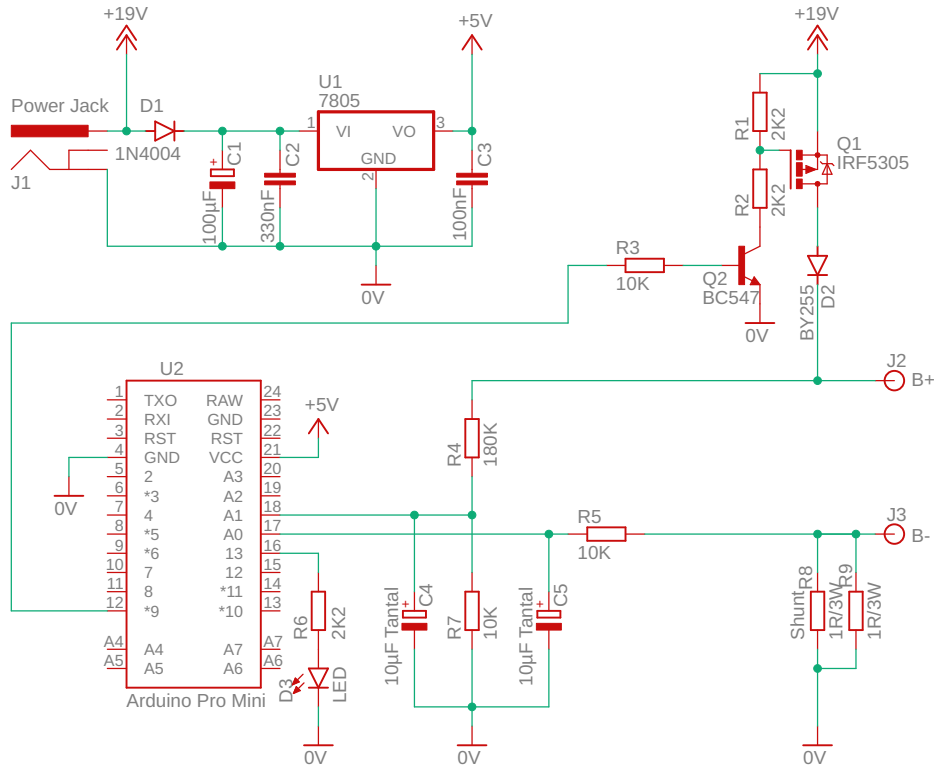 +19V
+5V
+19V
Power Jack
D1
1N4004
J1
U1
7805
1
VI
VO
3
GND
2
C1
100µF
C2
330nF
C3
100nF
0V
R1
2K2
Q1
IRF5305
R2
2K2
R3
10K
Q2
BC547
0V
BY255
D2
J2
B+
U2
1
TXO
RAW
24
2
RXI
GND
23
3
RST
RST
22
4
GND
VCC
21
5
2
A3
20
6
*3
A2
19
7
4
A1
18
8
*5
A0
17
9
*6
13
16
10
7
12
15
11
8
*11
14
12
*9
*10
13
A4
A4
A7
A7
A5
A5
A6
A6
Arduino Pro Mini
+5V
0V
R4
180K
R5
10K
J3
B-
R6
2K2
D3
LED
0V
+
10µF Tantal
C4
R7
10K
+
10µF Tantal
C5
0V
R8
Shunt
1R/3W
R9
1R/3W
0V